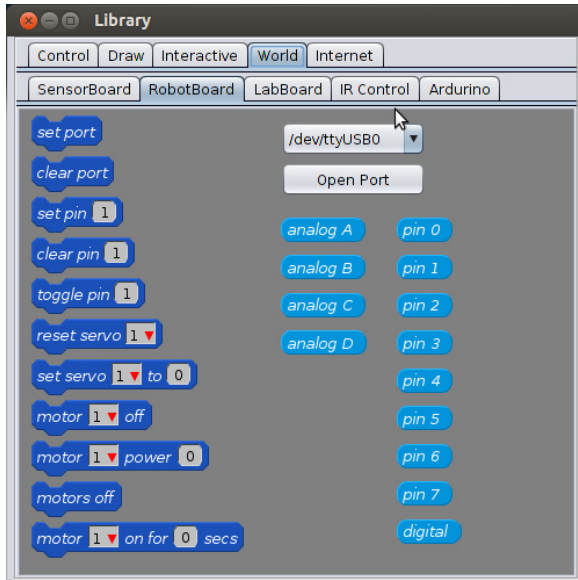 Library
Control Draw Interactive World Internet
SensorBoard RobotBoard LabBoard IR Control Ardurino
set port
clear port
set pin 1
clear pin 1
toggle pin 1
reset servo 1
set servo 1 to 0
motor 1 off
motor 1 power 0
motors off
motor 1 on for 0 secs
/dev/ttyUSB0
Open Port
analog A
analog B
analog C
analog D
pin 0
pin 1
pin 2
pin 3
pin 4
pin 5
pin 6
pin 7
digital